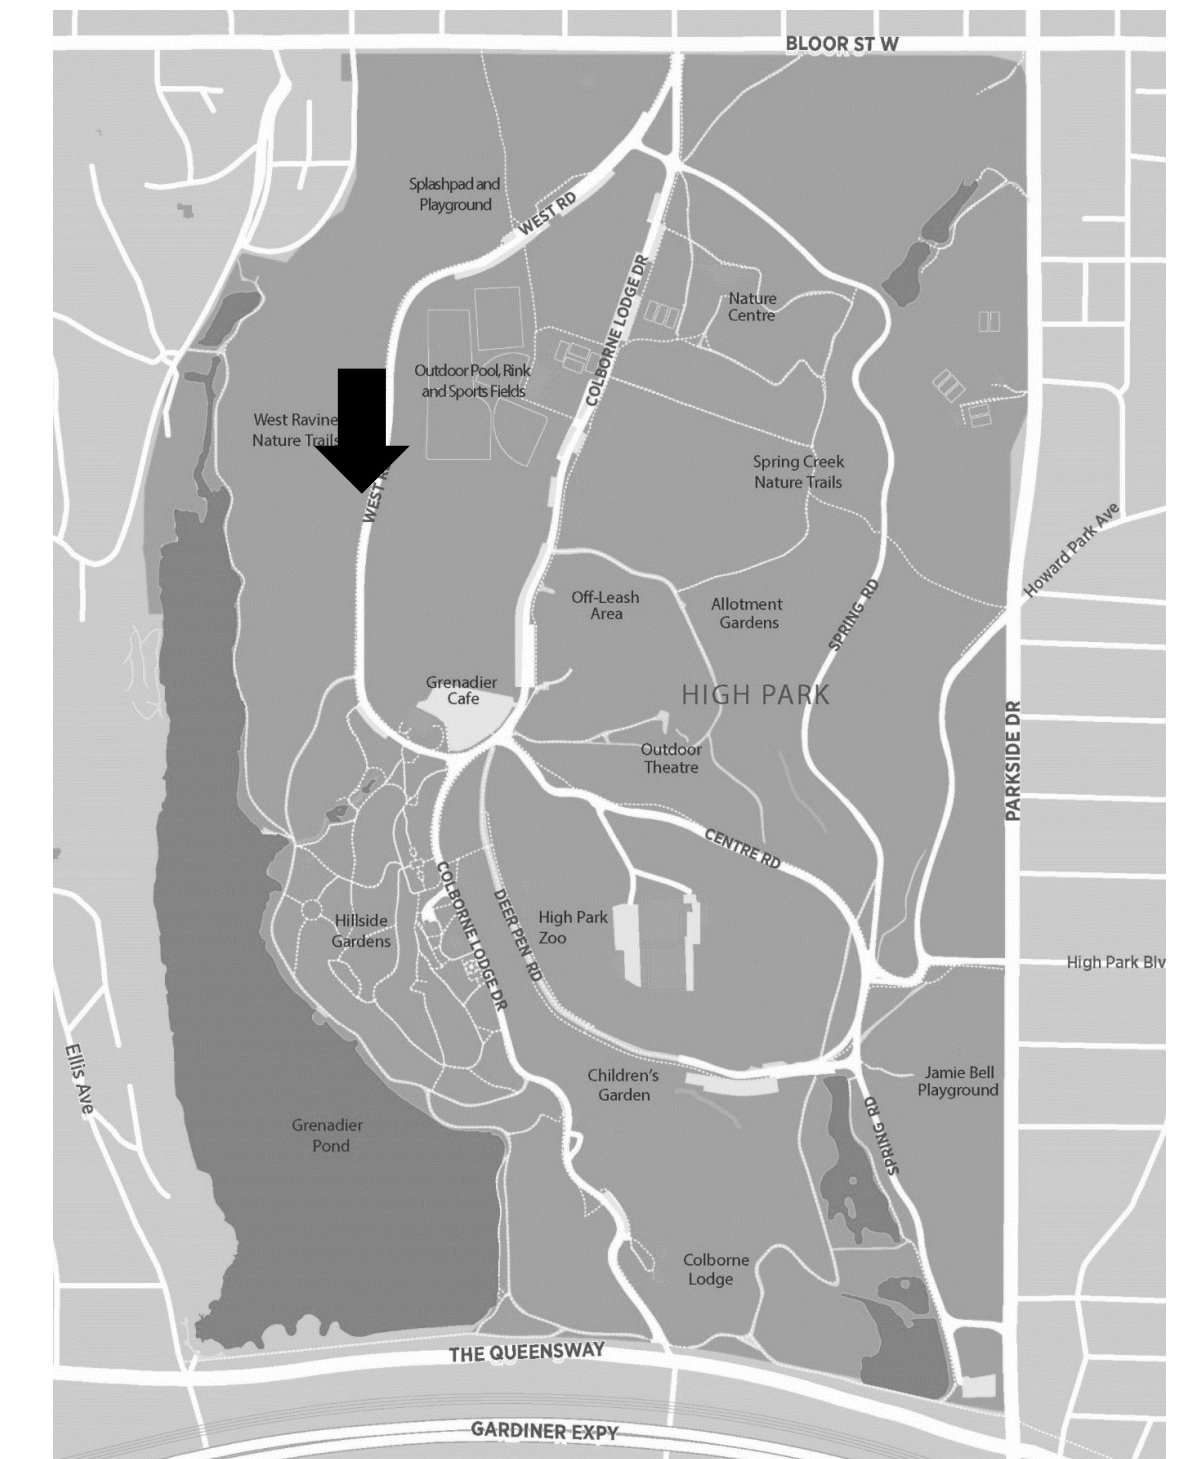 BLOOR ST W
Splashpad and
Playground
WEST RD
COLBORNE LODGE DR
Nature
Centre
Outdoor Pool, Rink
and Sports Fields
West Ravine
Nature Trails
WEST
Spring Creek
Nature Trails
Howard Park Ave
Off-Leash
Area
Allotment
Gardens
SPRING RD
Grenadier
Cafe
HIGH PARK
PARKSIDE DR
Outdoor
Theatre
CENTRE RD
COLBORNE LODGE DR
DEER PEN RD
High Park
Zoo
Hillside
Gardens
High Park Blv
Ellis Ave
Children's
Garden
Jamie Bell
Playground
SPRING RD
Grenadier
Pond
Colborne
Lodge
THE QUEENSWAY
GARDINER EXPY